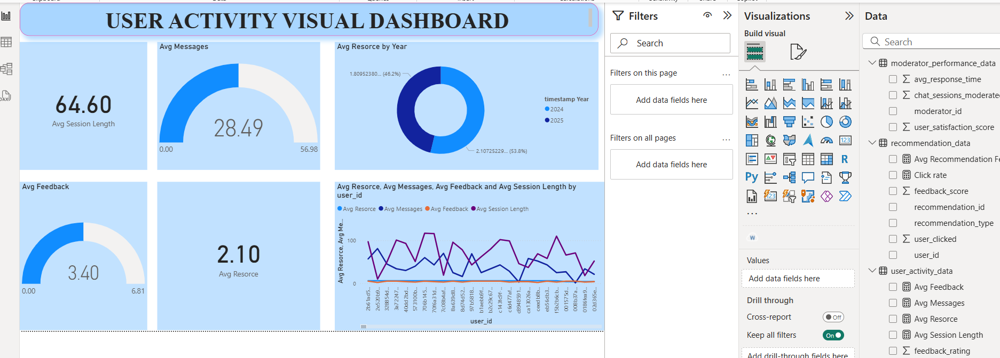 USER ACTIVITY VISUAL DASHBOARD
64.60
Avg Session Length
Avg Messages
28.49
0.00
56.98
Avg Resorce by Year
1.80952380... (46.2%)
2.10725229... (53.8%)
timestamp Year
2024
2025
Avg Feedback
3.40
0.00
6.81
2.10
Avg Resorce
Avg Resorce, Avg Messages, Avg Feedback and Avg Session Length by
user_id
Avg Resorce Avg Messages Avg Feedback Avg Session Length
Avg Resorce, Avg Me...
100
0
2b61ad5...
2e520b9...
328854d...
3a77247...
40dd2bd...
573100b...
706b145...
70f6a31d...
7c08b4af...
8a639d8...
8d74d52...
97b5818...
b1aebb9f...
b2c29c67...
c143fc9f...
c6d477af...
c8948591...
ca13026a...
ceedb8b...
eb56db3...
f5b2b6cb...
001575d...
008b37a...
0186fea9...
02d365e...
user_id
Filters
Search
Filters on this page
...
Add data fields here
Filters on all pages
...
Add data fields here
Visualizations
Build visual
123
R
Py
123
...
W
Values
Add data fields here
Drill through
Cross-report
Off
Keep all filters
On
Add drill-through fields here
Data
Search
moderator_performance_data
avg_response_time
chat_sessions_moderated
moderator_id
user_satisfaction_score
recommendation_data
Avg Recommendation Fe
Click rate
feedback_score
recommendation_id
recommendation_type
user_clicked
user_id
user_activity_data
Avg Feedback
Avg Messages
Avg Resorce
Avg Session Length
feedback_rating